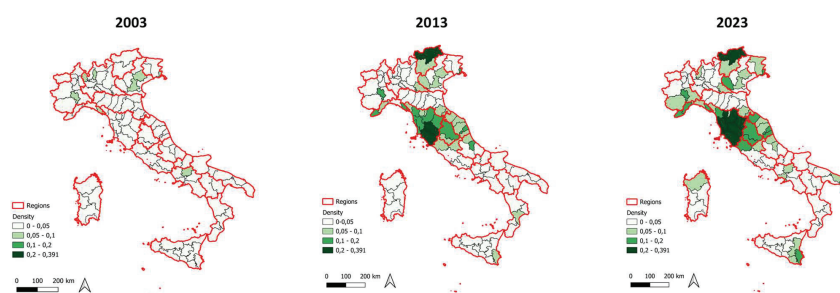 2003
Regions
Density
0 - 0,05
0,05 - 0,1
0,1 - 0,2
0,2 - 0,391
0 100 200 km
2013
Regions
Density
0-0,05
0,05 - 0,1
0,1 - 0,2
0,2 - 0,391
0 100 200 km
2023
Regions
Density
0 - 0,05
0,05 - 0,1
0,1 - 0,2
0,2 - 0,391
0 100 200 km